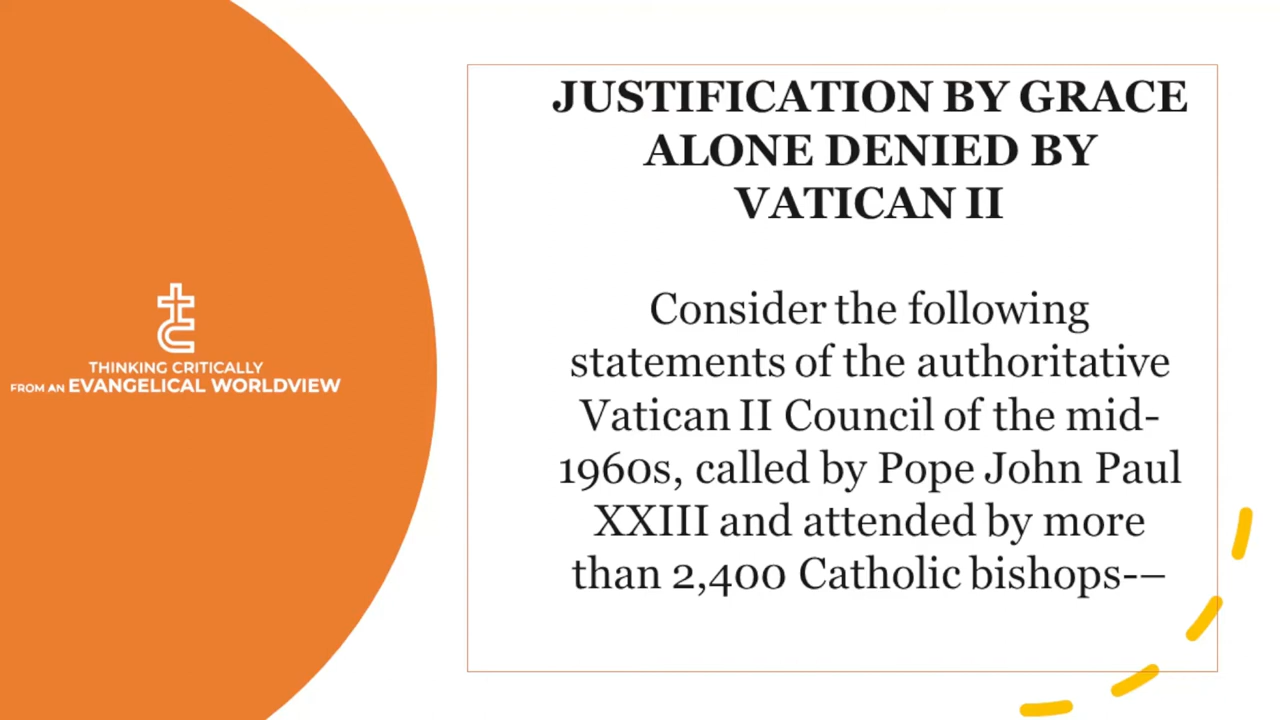 JUSTIFICATION BY GRACE
ALONE DENIED BY
VATICAN II
Consider the following
statements of the authoritative
Vatican II Council of the mid-
1960s, called by Pope John Paul
XXIII and attended by more
than 2,400 Catholic bishops-–
tc
THINKING CRITICALLY
FROM AN EVANGELICAL WORLDVIEW